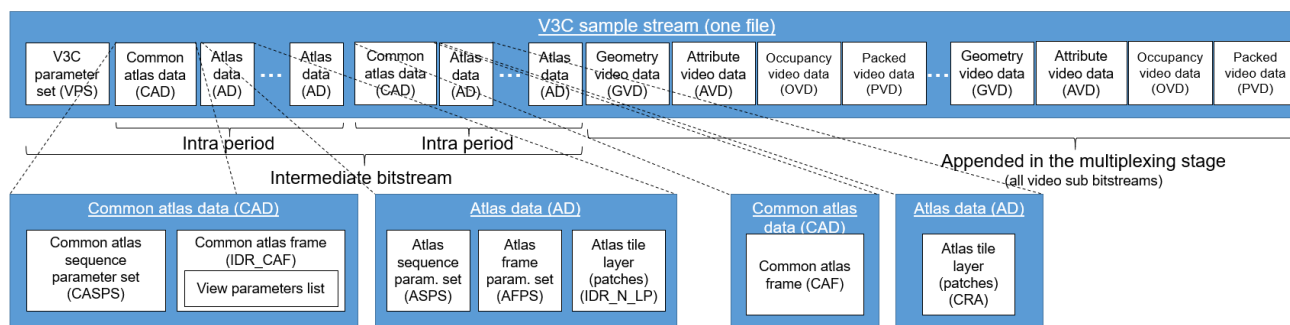 V3C sample stream (one file)
V3C
parameter
set (VPS)
Common
atlas data
(CAD)
Atlas
data
(AD)
...
Atlas
data
(AD)
Common
atlas data
(CAD)
Atlas
data
(AD)
...
Atlas
data
(AD)
Geometry
video data
(GVD)
Attribute
video data
(AVD)
Occupancy
video data
(OVD)
Packed
video data
(PVD)
...
Geometry
video data
(GVD)
Attribute
video data
(AVD)
Occupancy
video data
(OVD)
Packed
video data
(PVD)
Intra period
Intra period
Intermediate bitstream
Appended in the multiplexing stage
(all video sub bitstreams)
Common atlas data (CAD)
Common atlas
sequence
parameter set
(CASPS)
Common atlas frame
(IDR_CAF)
View parameters list
Atlas data (AD)
Atlas
sequence
param. set
(ASPS)
Atlas
frame
param. set
(AFPS)
Atlas tile
layer
(patches)
(IDR_N_LP)
Common atlas
data (CAD)
Common atlas
frame (CAF)
Atlas data (AD)
Atlas tile
layer
(patches)
(CRA)